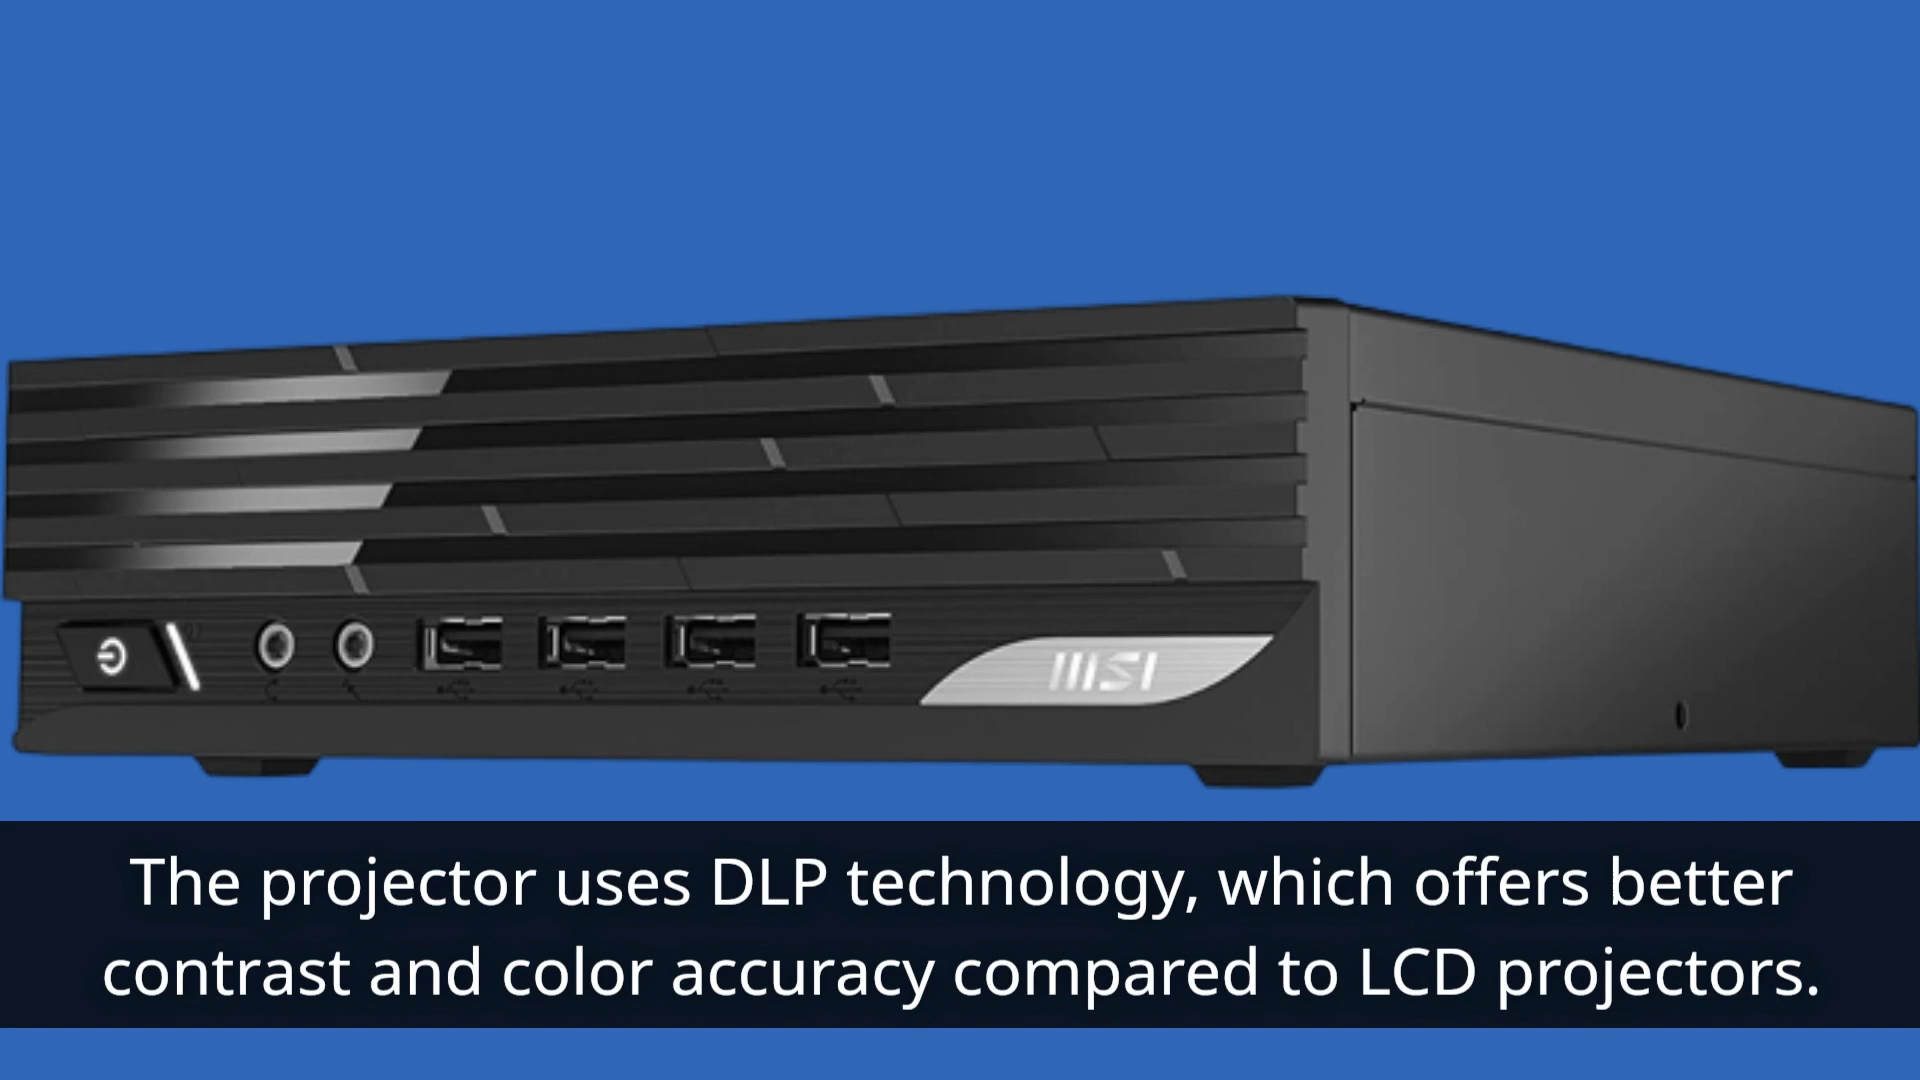 msi
The projector uses DLP technology, which offers better
contrast and color accuracy compared to LCD projectors.